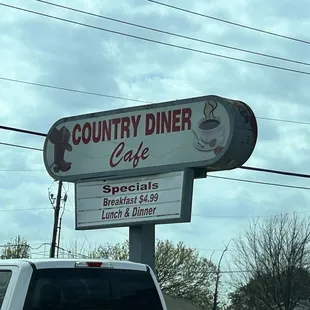 COUNTRY DINER
Cafe
Specials
Breakfast $4.99
Lunch & Dinner